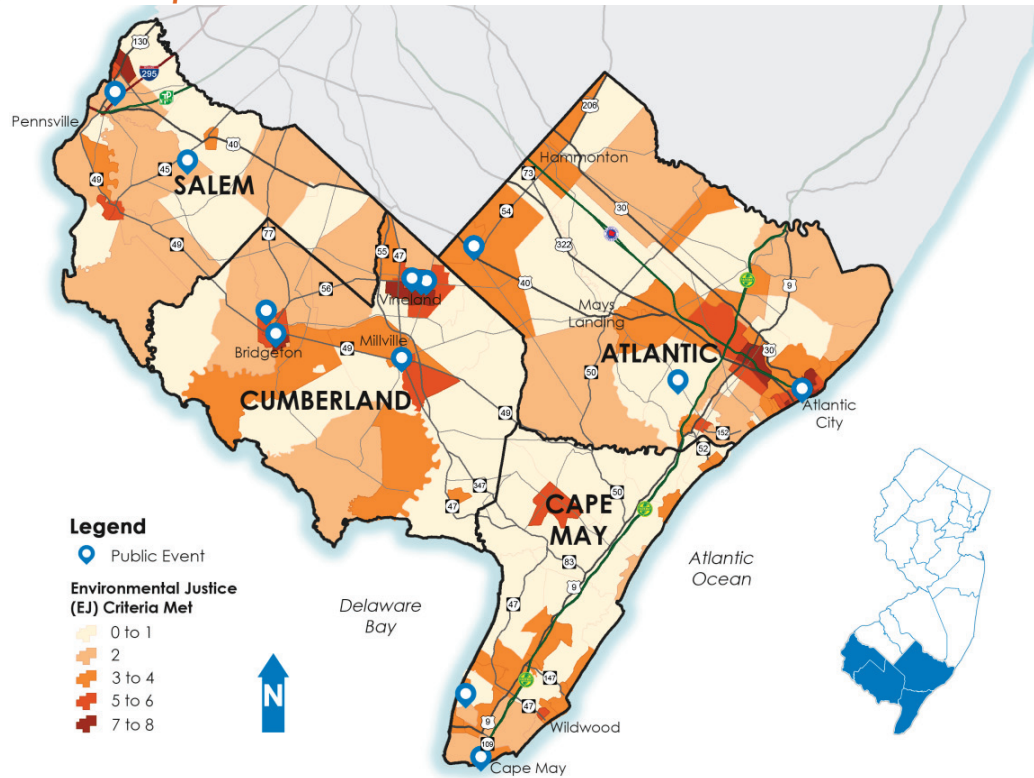 130
295
Pennsville
40
45
SALEM
49
49
77
55
47
56
Vineland
Bridgeton
Millville
49
CUMBERLAND
49
347
47
206
Hammonton
73
54
30
322
40
9
Mays
Landing
30
ATLANTIC
50
Atlantic
City
152
52
50
CAPE
MAY
83
9
47
147
47
9
Wildwood
109
Cape May
Atlantic
Ocean
Delaware
Bay
Legend
Public Event
Environmental Justice
(EJ) Criteria Met
0 to 1
2
3 to 4
5 to 6
7 to 8
N